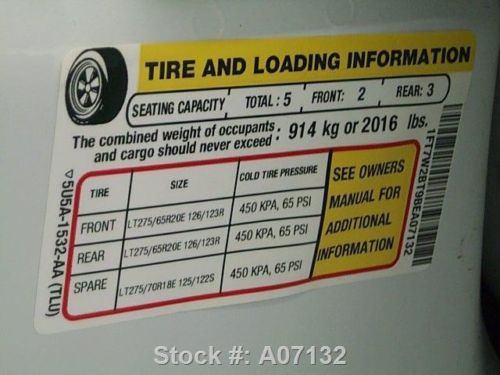 TIRE AND LOADING INFORMATION
SEATING CAPACITY TOTAL : 5 FRONT: 2 REAR: 3
The combined weight of occupants and cargo should never exceed : 914 kg or 2016 lbs.
TIRE SIZE COLD TIRE PRESSURE
FRONT LT275/65R20E 126/123R 450 KPA, 65 PSI
REAR LT275/65R20E 126/123R 450 KPA, 65 PSI
SPARE LT275/70R18E 125/122S 450 KPA, 65 PSI
SEE OWNERS
MANUAL FOR
ADDITIONAL
INFORMATION
5U5A-1532-AA (TLU)
1FT7W2BT9BEA07132
Stock #: A07132